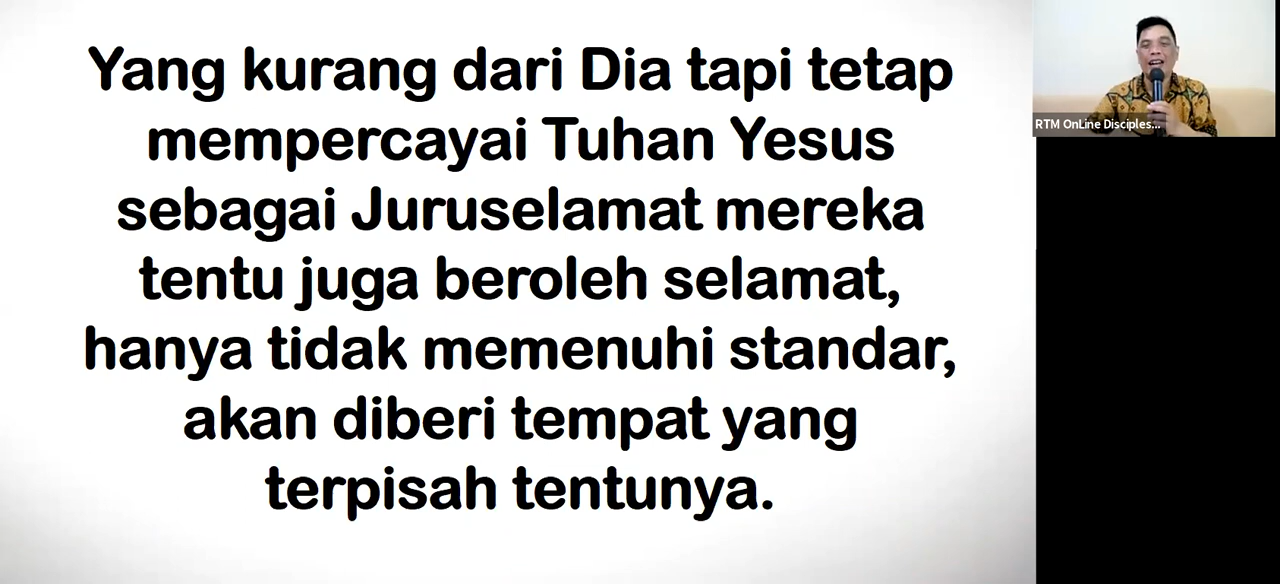 Yang kurang dari Dia tapi tetap
mempercayai Tuhan Yesus
sebagai Juruselamat mereka
tentu juga beroleh selamat,
hanya tidak memenuhi standar,
akan diberi tempat yang
terpisah tentunya.
RTM OnLine Disciples...